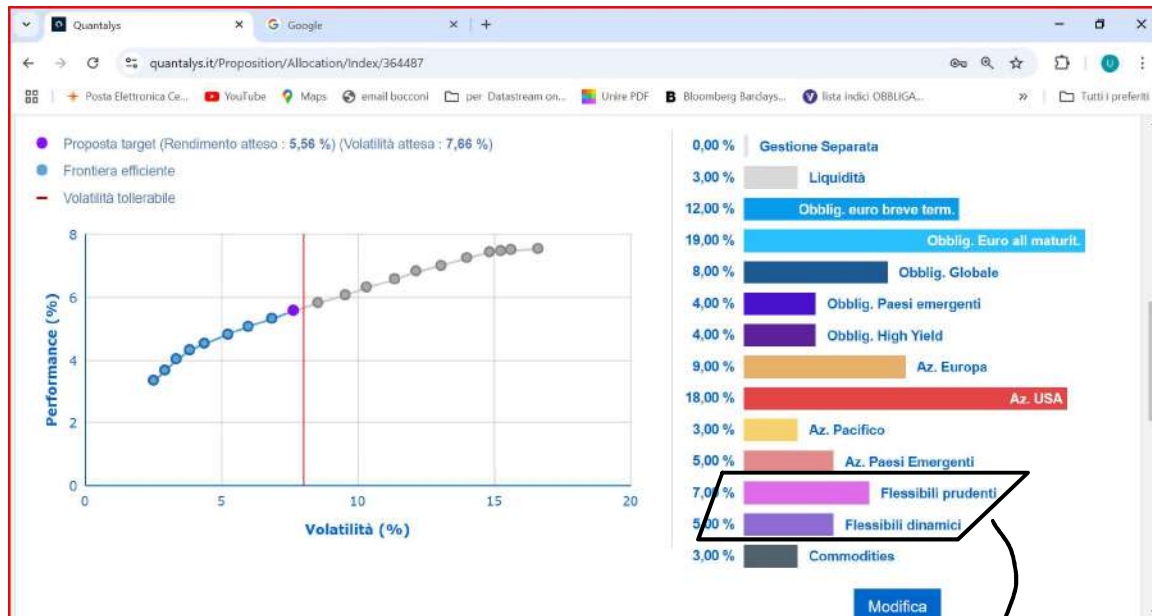 Quantalys
Google
quantalys.it/Proposition/Allocation/Index/364487
Posta Elettronica Ce...
YouTube
Maps
email bocconi
per Datastream on...
Unire PDF
Bloomberg Bardays...
lista indici OBBLIGA...
»
Tutti i preferiti
Proposta target (Rendimento atteso : 5,56 %) (Volatilità attesa : 7,66 %)
Frontiera efficiente
Volatilità tollerabile
Performance (%)
8
6
4
2
0
0 5 10 15 20
Volatilità (%)
0,00 % Gestione Separata
3,00 % Liquidità
12,00 % Obblig. euro breve term.
19,00 % Obblig. Euro all maturit.
8,00 % Obblig. Globale
4,00 % Obblig. Paesi emergenti
4,00 % Obblig. High Yield
9,00 % Az. Europa
18,00 % Az. USA
3,00 % Az. Pacifico
5,00 % Az. Paesi Emergenti
7,00 % Flessibili prudenti
5,00 % Flessibili dinamici
3,00 % Commodities
Modifica